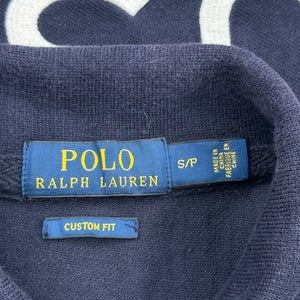 POLO
RALPH LAUREN
S/P
MADE IN
CHINA
FABRIQUÉ EN
CHINE
CUSTOM FIT